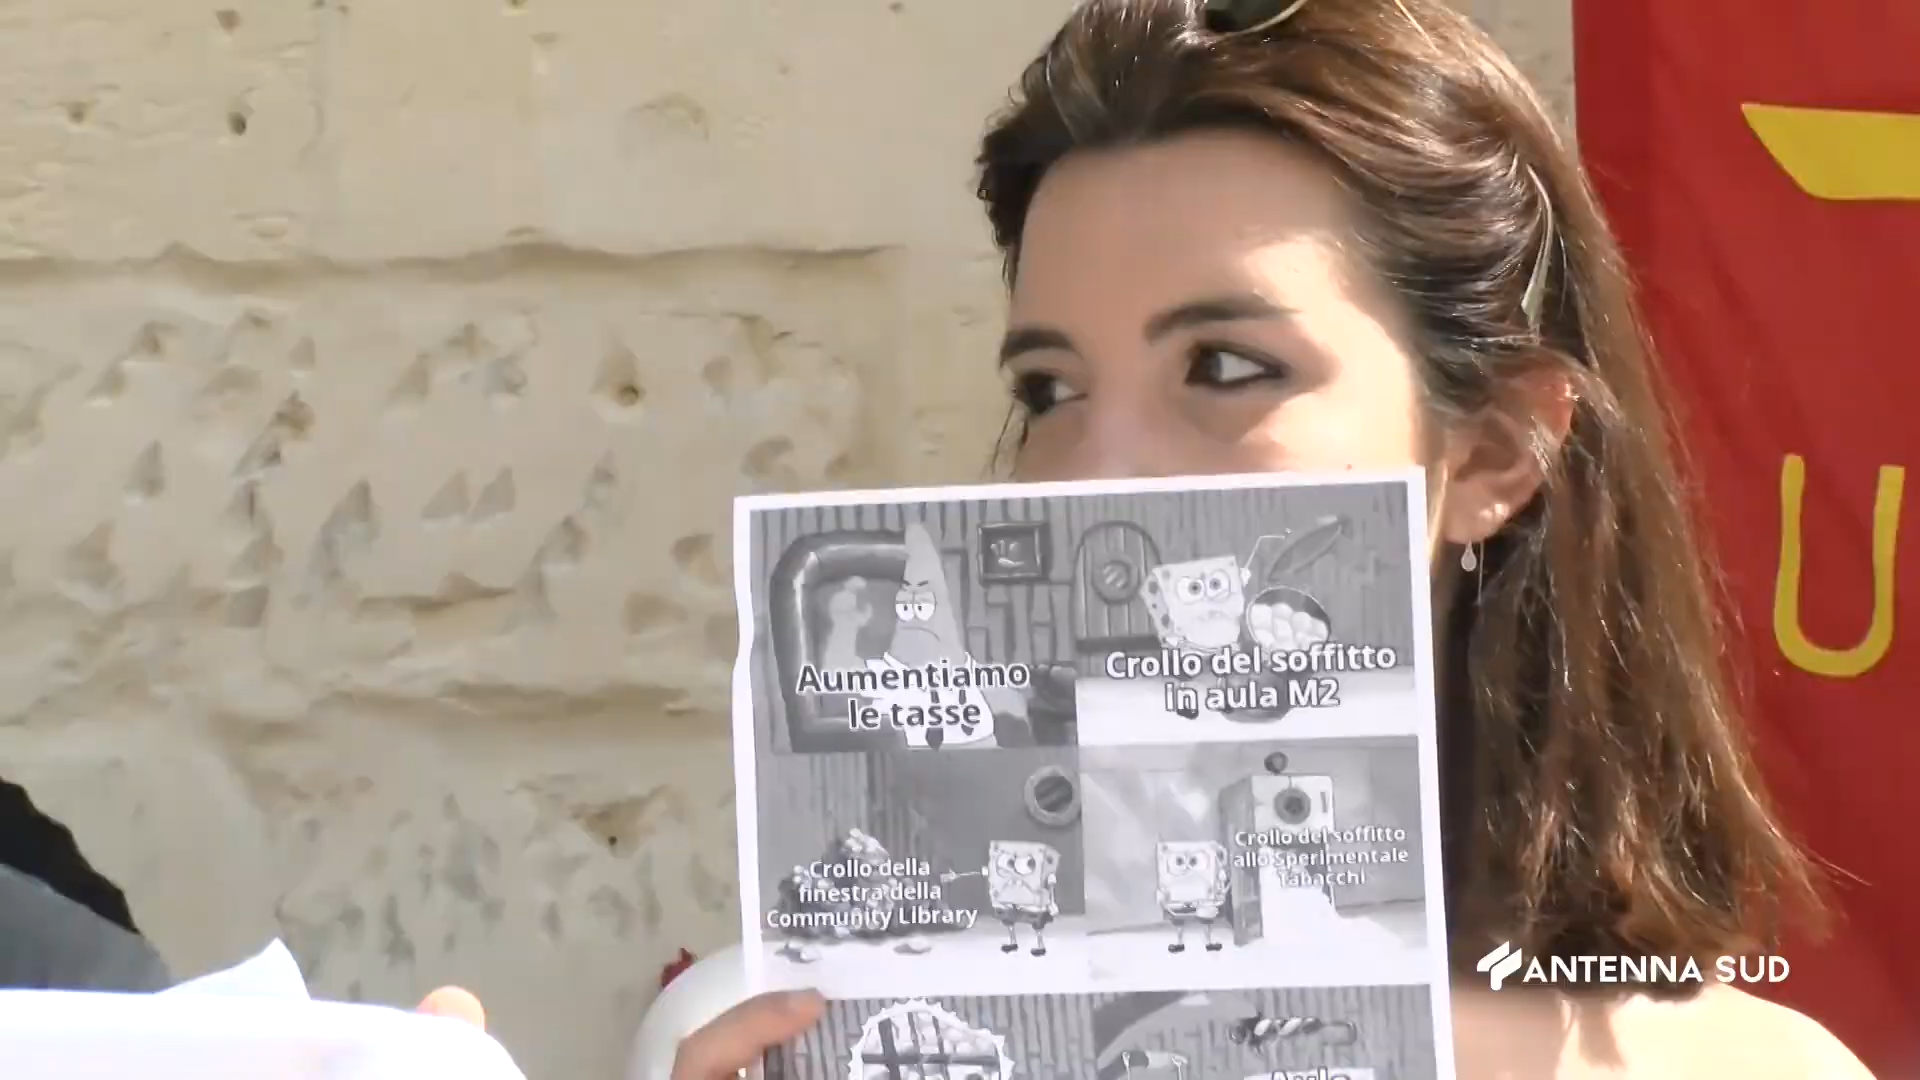 Aumentiamo
le tasse
Crollo del soffitto
in aula M2
Crollo della
finestra della
Community Library
Crollo del soffitto
allo Sperimentale
Tabacchi
Aula
U
ANTENNA SUD